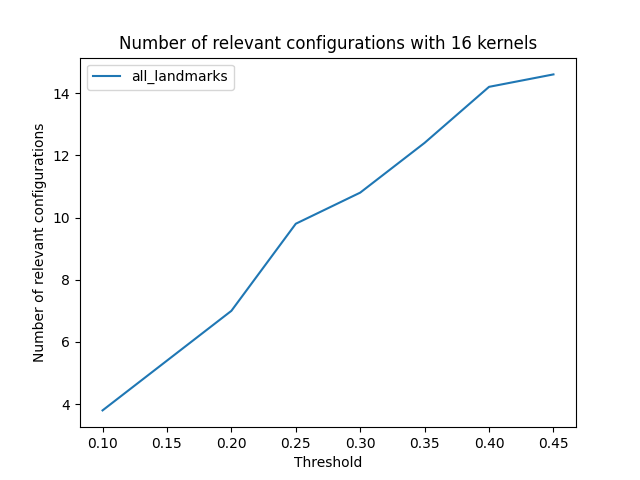 Number of relevant configurations with 16 kernels
all_landmarks
Number of relevant configurations
14
12
10
8
6
4
0.10 0.15 0.20 0.25 0.30 0.35 0.40 0.45
Threshold